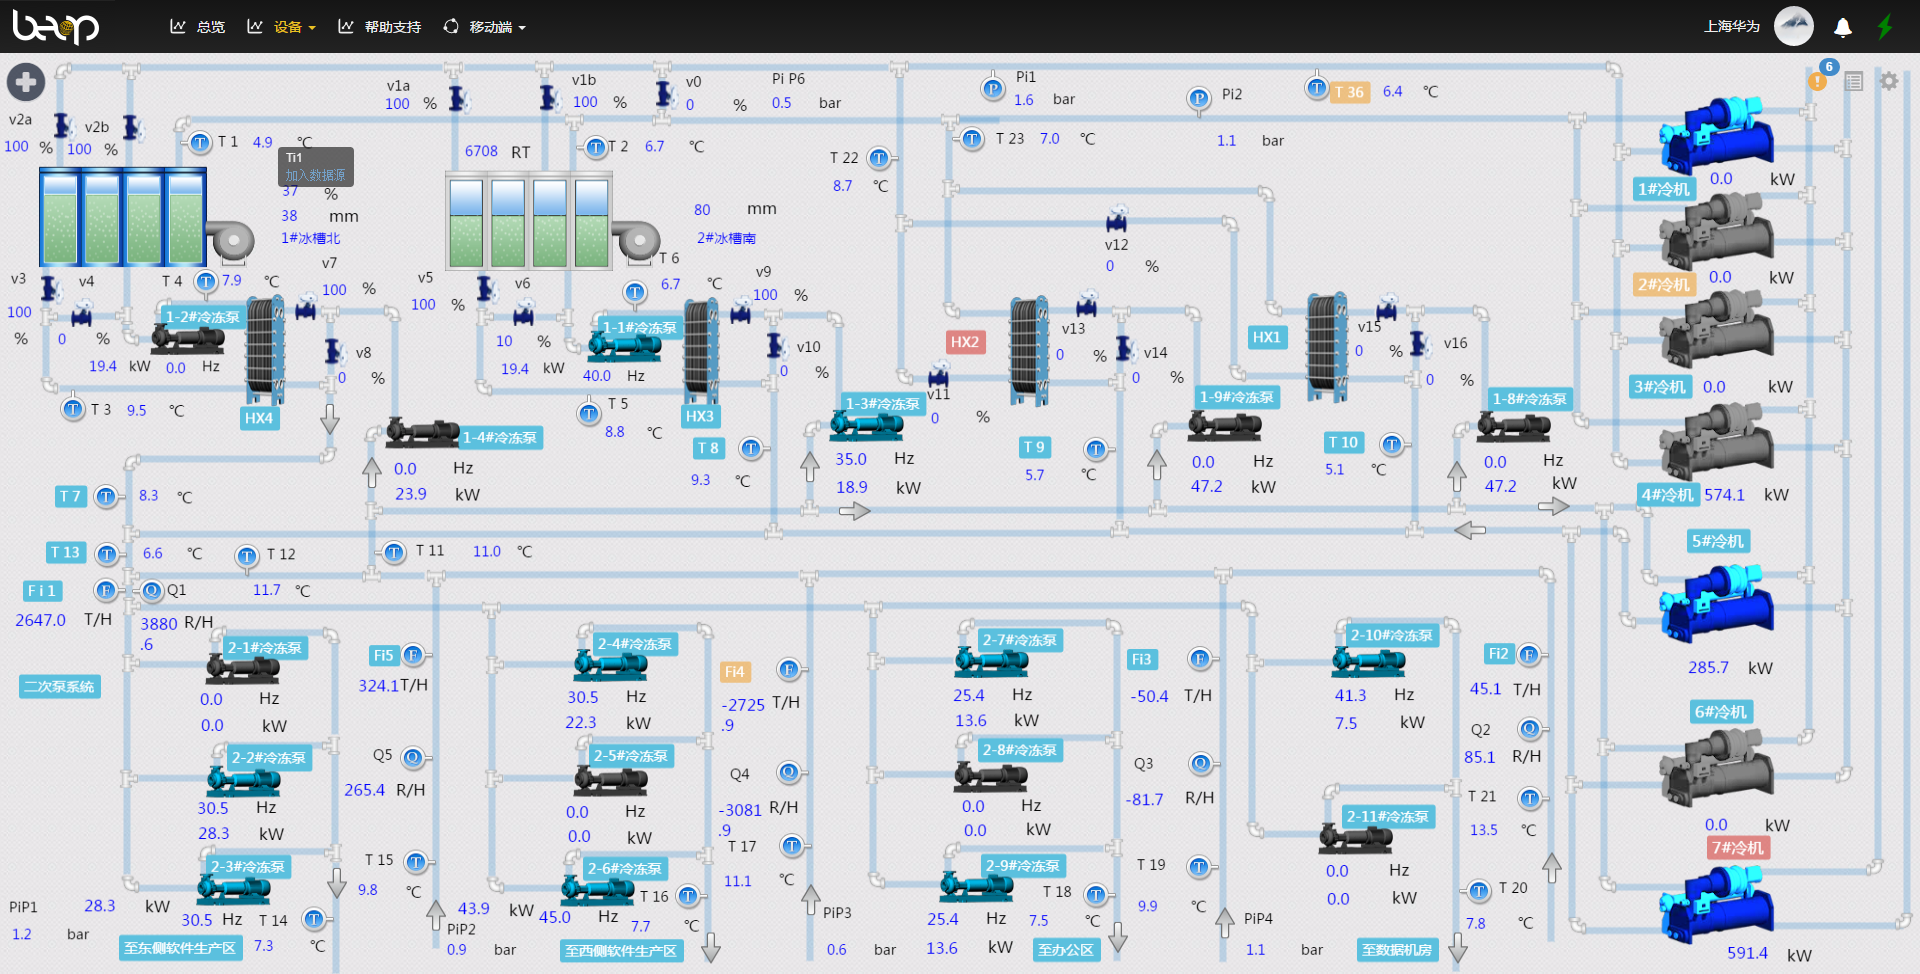 beop
总览
设备
帮助支持
移动端
上海华为
6
v2a
100 %
v2b
100 %
T 1 4.9 ℃
Ti1
加入数据源
37 %
38 mm
1#冰槽北
v1a
100 %
v1b
100 %
v0
0 %
Pi P6
0.5 bar
6708 RT
T 2 6.7 ℃
80 mm
2#冰槽南
Pi1
1.6 bar
Pi2
1.1 bar
T 36 6.4 ℃
T 22
8.7 ℃
T 23 7.0 ℃
v12
0 %
v3
100
%
v4
0 %
T 4 7.9 ℃
1-2#冷冻泵
19.4 kW
0.0 Hz
v7
100 %
v8
0 %
HX4
T 3 9.5 ℃
v5
100 %
v6
10 %
19.4 kW
T 6
6.7 ℃
1-1#冷冻泵
40.0 Hz
v9
100 %
v10
0 %
HX3
T 5
8.8 ℃
T 8
9.3 ℃
1-4#冷冻泵
0.0 Hz
23.9 kW
1-3#冷冻泵
35.0 Hz
18.9 kW
v11
0 %
HX2
v13
0 %
v14
0 %
T 9
5.7 ℃
1-9#冷冻泵
0.0 Hz
47.2 kW
HX1
v15
0 %
v16
0 %
T 10
5.1 ℃
1-8#冷冻泵
0.0 Hz
47.2 kW
1#冷机
0.0 kW
2#冷机
0.0 kW
3#冷机
0.0 kW
4#冷机
574.1 kW
5#冷机
285.7 kW
6#冷机
0.0 kW
7#冷机
591.4 kW
T 7 8.3 ℃
T 13 6.6 ℃
T 12
11.7 ℃
T 11 11.0 ℃
Fi1
2647.0 T/H
Q1
3880
.6
R/H
二次泵系统
2-1#冷冻泵
0.0 Hz
0.0 kW
2-2#冷冻泵
30.5 Hz
28.3 kW
2-3#冷冻泵
28.3 kW
30.5 Hz
PiP1
1.2 bar
T 14
7.3 ℃
至东侧软件生产区
Fi5
324.1 T/H
Q5
265.4 R/H
T 15
9.8 ℃
PiP2
0.9 bar
2-4#冷冻泵
30.5 Hz
22.3 kW
2-5#冷冻泵
0.0 Hz
0.0 kW
2-6#冷冻泵
43.9 kW
45.0 Hz
T 16
7.7 ℃
至西侧软件生产区
Fi4
-2725
.9
T/H
Q4
-3081
.9
R/H
T 17
11.1 ℃
PiP3
0.6 bar
2-7#冷冻泵
25.4 Hz
13.6 kW
2-8#冷冻泵
0.0 Hz
0.0 kW
2-9#冷冻泵
25.4 Hz
13.6 kW
T 18
7.5 ℃
至办公区
Fi3
-50.4 T/H
Q3
-81.7 R/H
T 19
9.9 ℃
PiP4
1.1 bar
2-10#冷冻泵
41.3 Hz
7.5 kW
2-11#冷冻泵
0.0 Hz
0.0 kW
至数据机房
Fi2
45.1 T/H
Q2
85.1 R/H
T 21
13.5 ℃
T 20
7.8 ℃